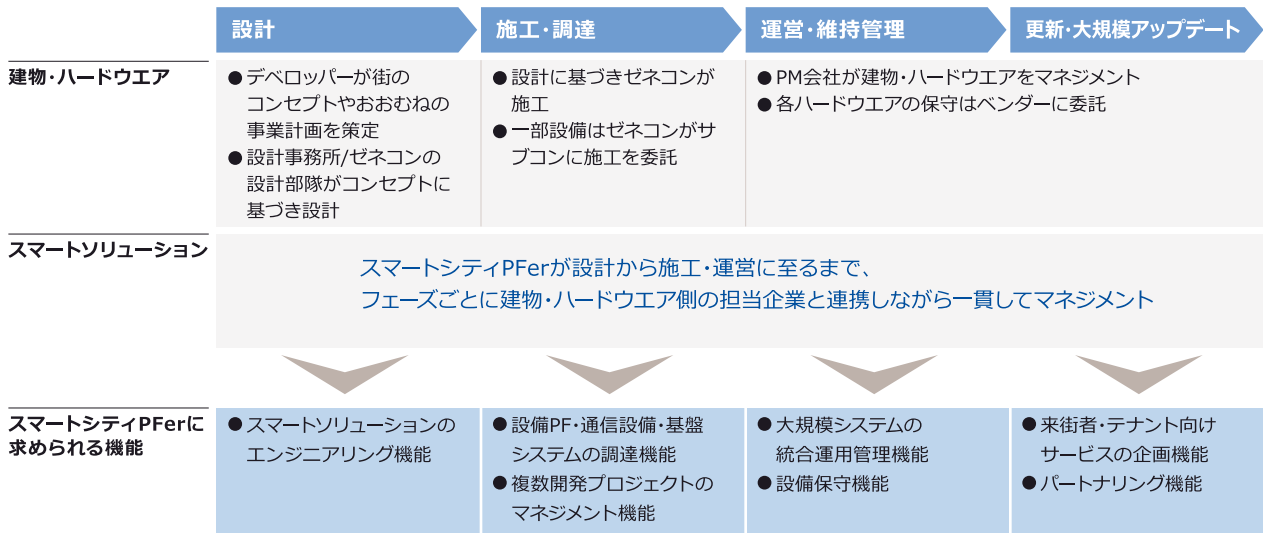 設計
施工・調達
運営・維持管理
更新・大規模アップデート
建物・ハードウエア
●デベロッパーが街の
コンセプトやおおむねの
事業計画を策定
●設計事務所/ゼネコンの
設計部隊がコンセプトに
基づき設計
●設計に基づきゼネコンが
施工
●一部設備はゼネコンがサ
ブコンに施工を委託
●PM会社が建物・ハードウエアをマネジメント
●各ハードウエアの保守はベンダーに委託
スマートソリューション
スマートシティPFerが設計から施工・運営に至るまで、
フェーズごとに建物・ハードウエア側の担当企業と連携しながら一貫してマネジメント
スマートシティPFerに
求められる機能
●スマートソリューションの
エンジニアリング機能
●設備PF・通信設備・基盤
システムの調達機能
●複数開発プロジェクトの
マネジメント機能
●大規模システムの
統合運用管理機能
●設備保守機能
●来街者・テナント向け
サービスの企画機能
●パートナリング機能